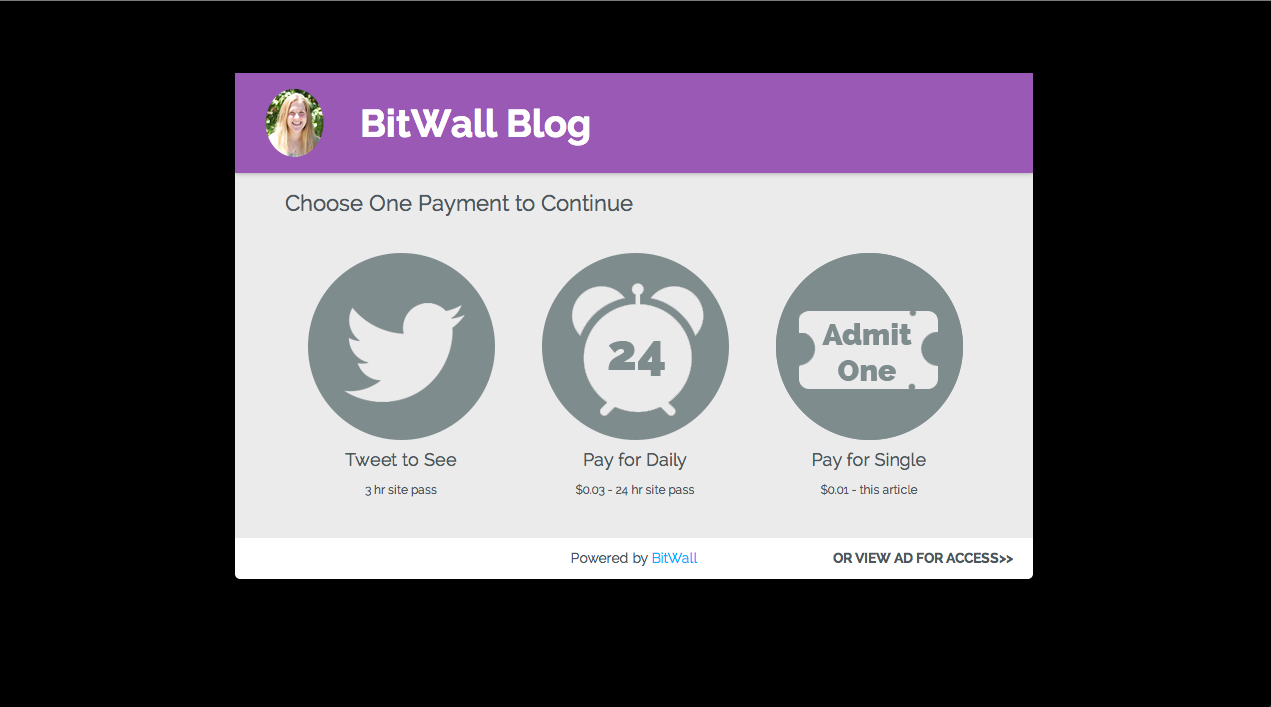 BitWall Blog
Choose One Payment to Continue
24
Admit
One
Tweet to See
Pay for Daily
Pay for Single
3 hr site pass
$0.03 - 24 hr site pass
$0.01 - this article
Powered by BitWall
OR VIEW AD FOR ACCESS>>